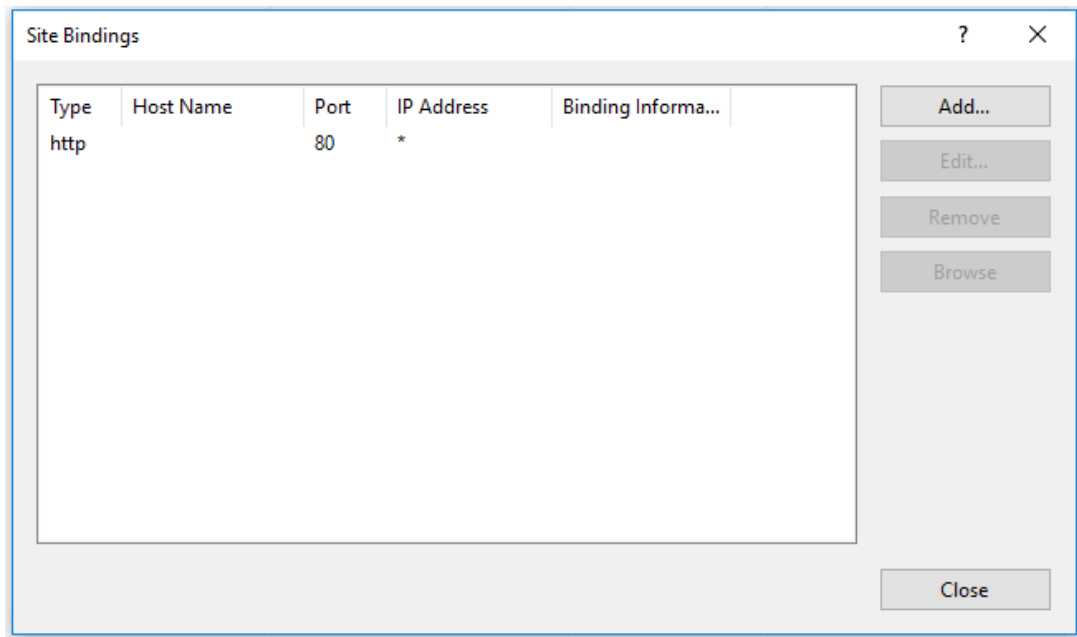 Site Bindings ? ×
Type Host Name Port IP Address Binding Informa...
http 80 *
Add...
Edit...
Remove
Browse
Close